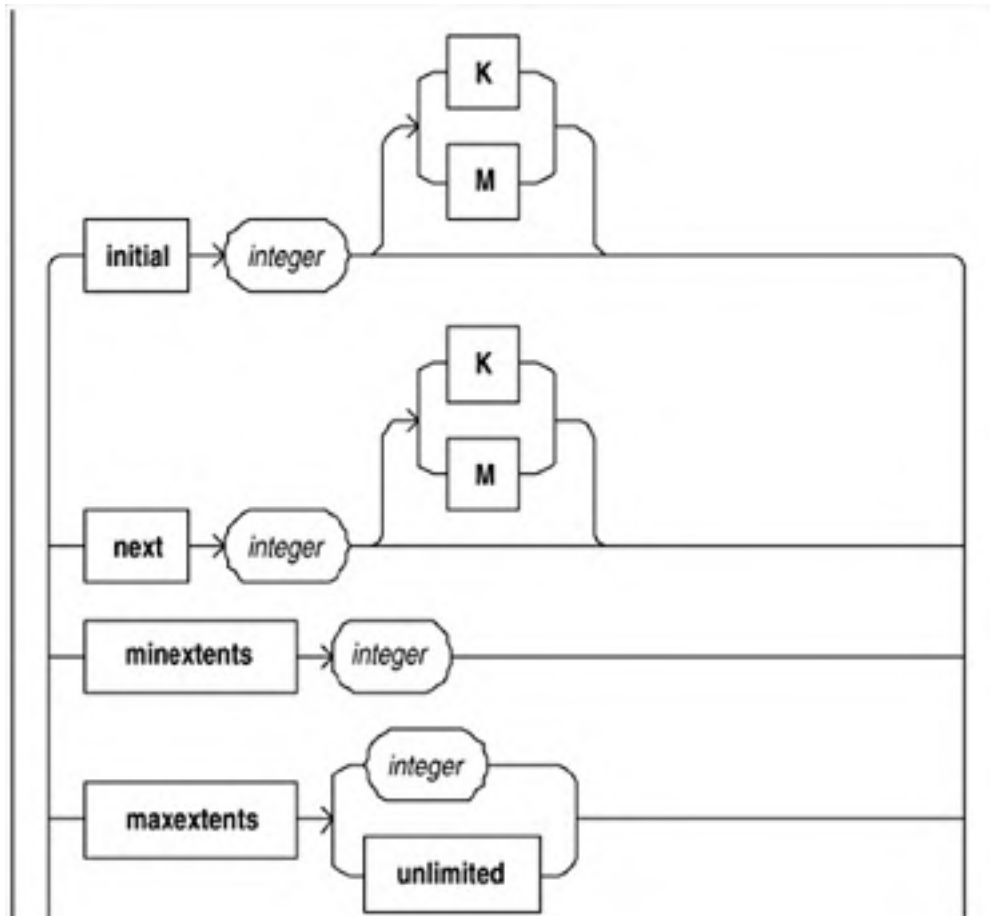 K
M
initial integer
K
M
next integer
minextents integer
integer
maxextents
unlimited